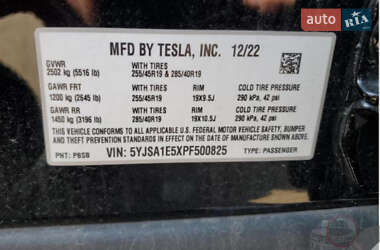 auto RIA
MFD BY TESLA, INC. 12/22
GVWR WITH TIRES
2502 kg (5516 lb) 255/45R19 & 285/40R19
GAWR FRT WITH TIRES RIM COLD TIRE PRESSURE
1200 kg (2645 lb) 255/45R19 19X9.5J 290 kPa, 42 psi
GAWR RR WITH TIRES RIM COLD TIRE PRESSURE
1450 kg (3196 lb) 285/40R19 19X10.5J 290 kPa, 42 psi
THIS VEHICLE CONFORMS TO ALL APPLICABLE FEDERAL MOTOR VEHICLE
SAFETY, BUMPER AND THEFT PREVENTION STANDARDS IN EFFECT ON THE
DATE OF MANUFACTURE SHOWN ABOVE.
VIN: 5YJSA1E5XPF500825
PNT: PBSB TYPE: PASSENGER